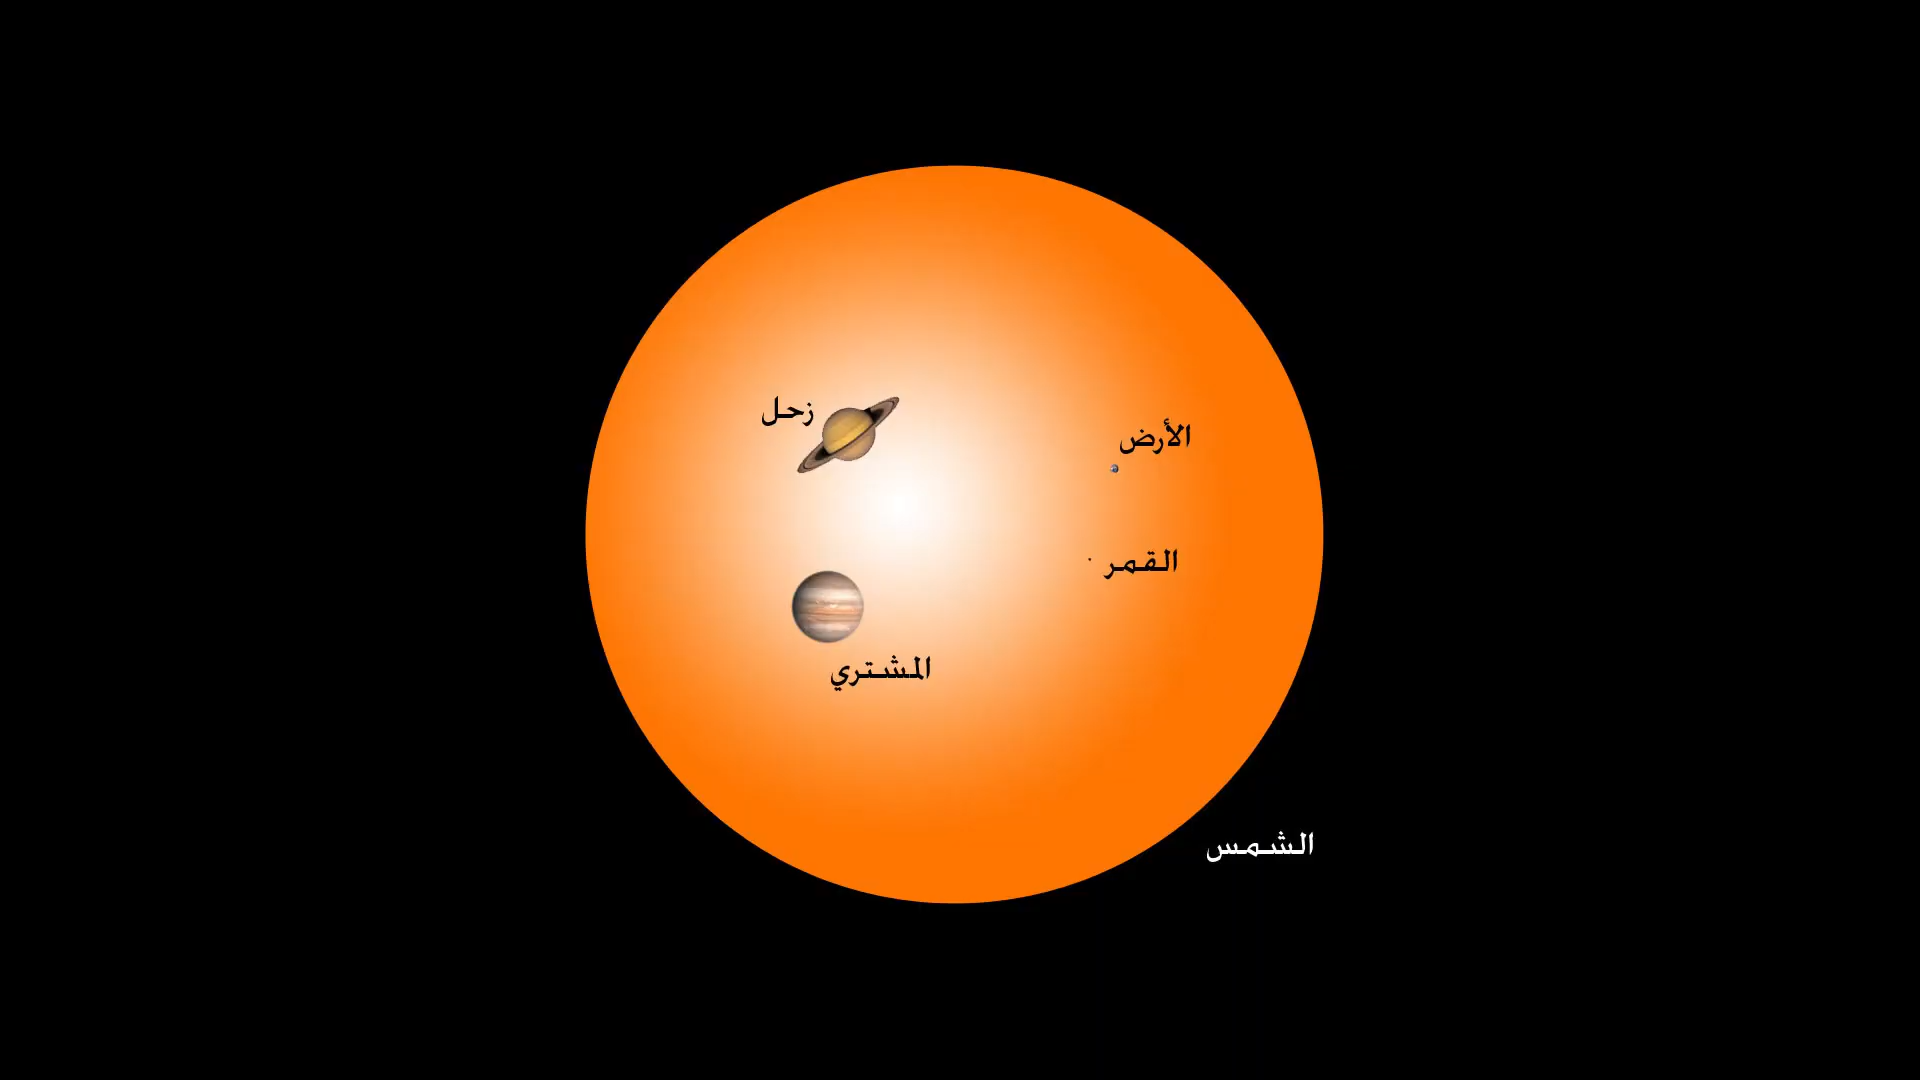 زحل
الأرض
القمر
المشتري
الشمس